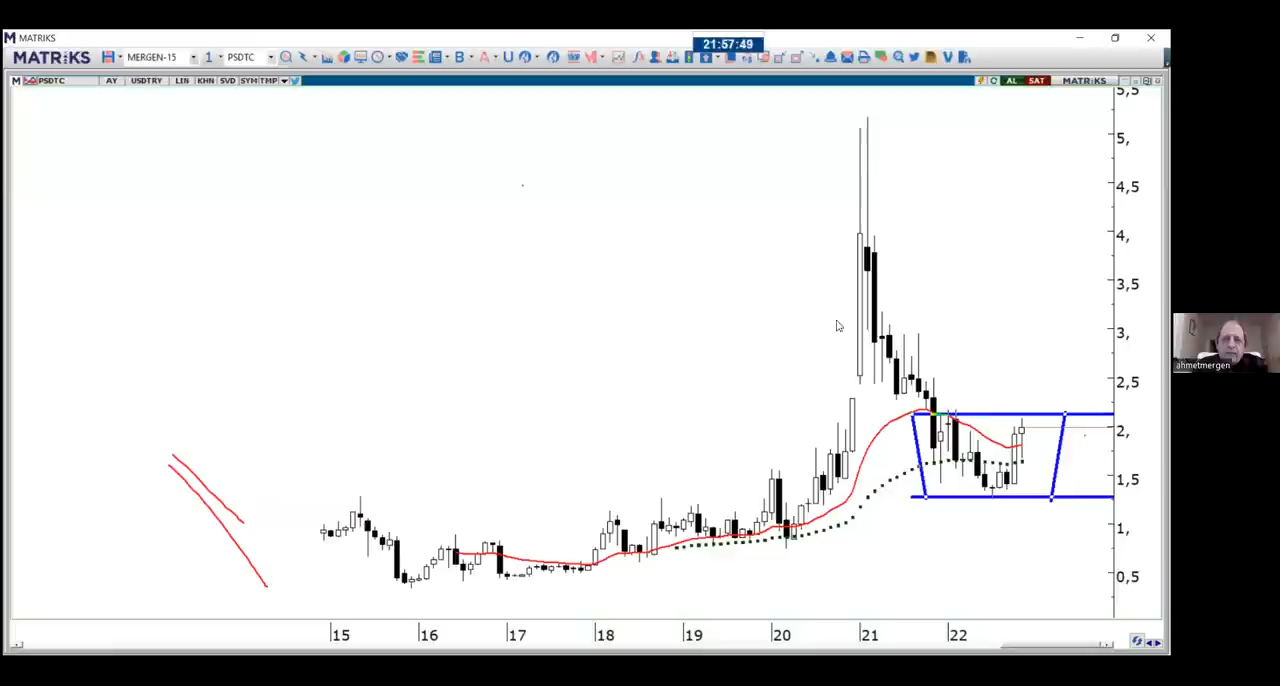 MATRIKS
21:57:49
MATRIKS MERGEN-15 1 PSDTC B A U M V
M PSDTC AY USDTRY LIN KHN SVD SYM TMP AL SAT MATRIKS
5,5
5,
4,5
4,
3,5
3,
2,5
2,
1,5
1,
0,5
15 16 17 18 19 20 21 22
ahmetmergen